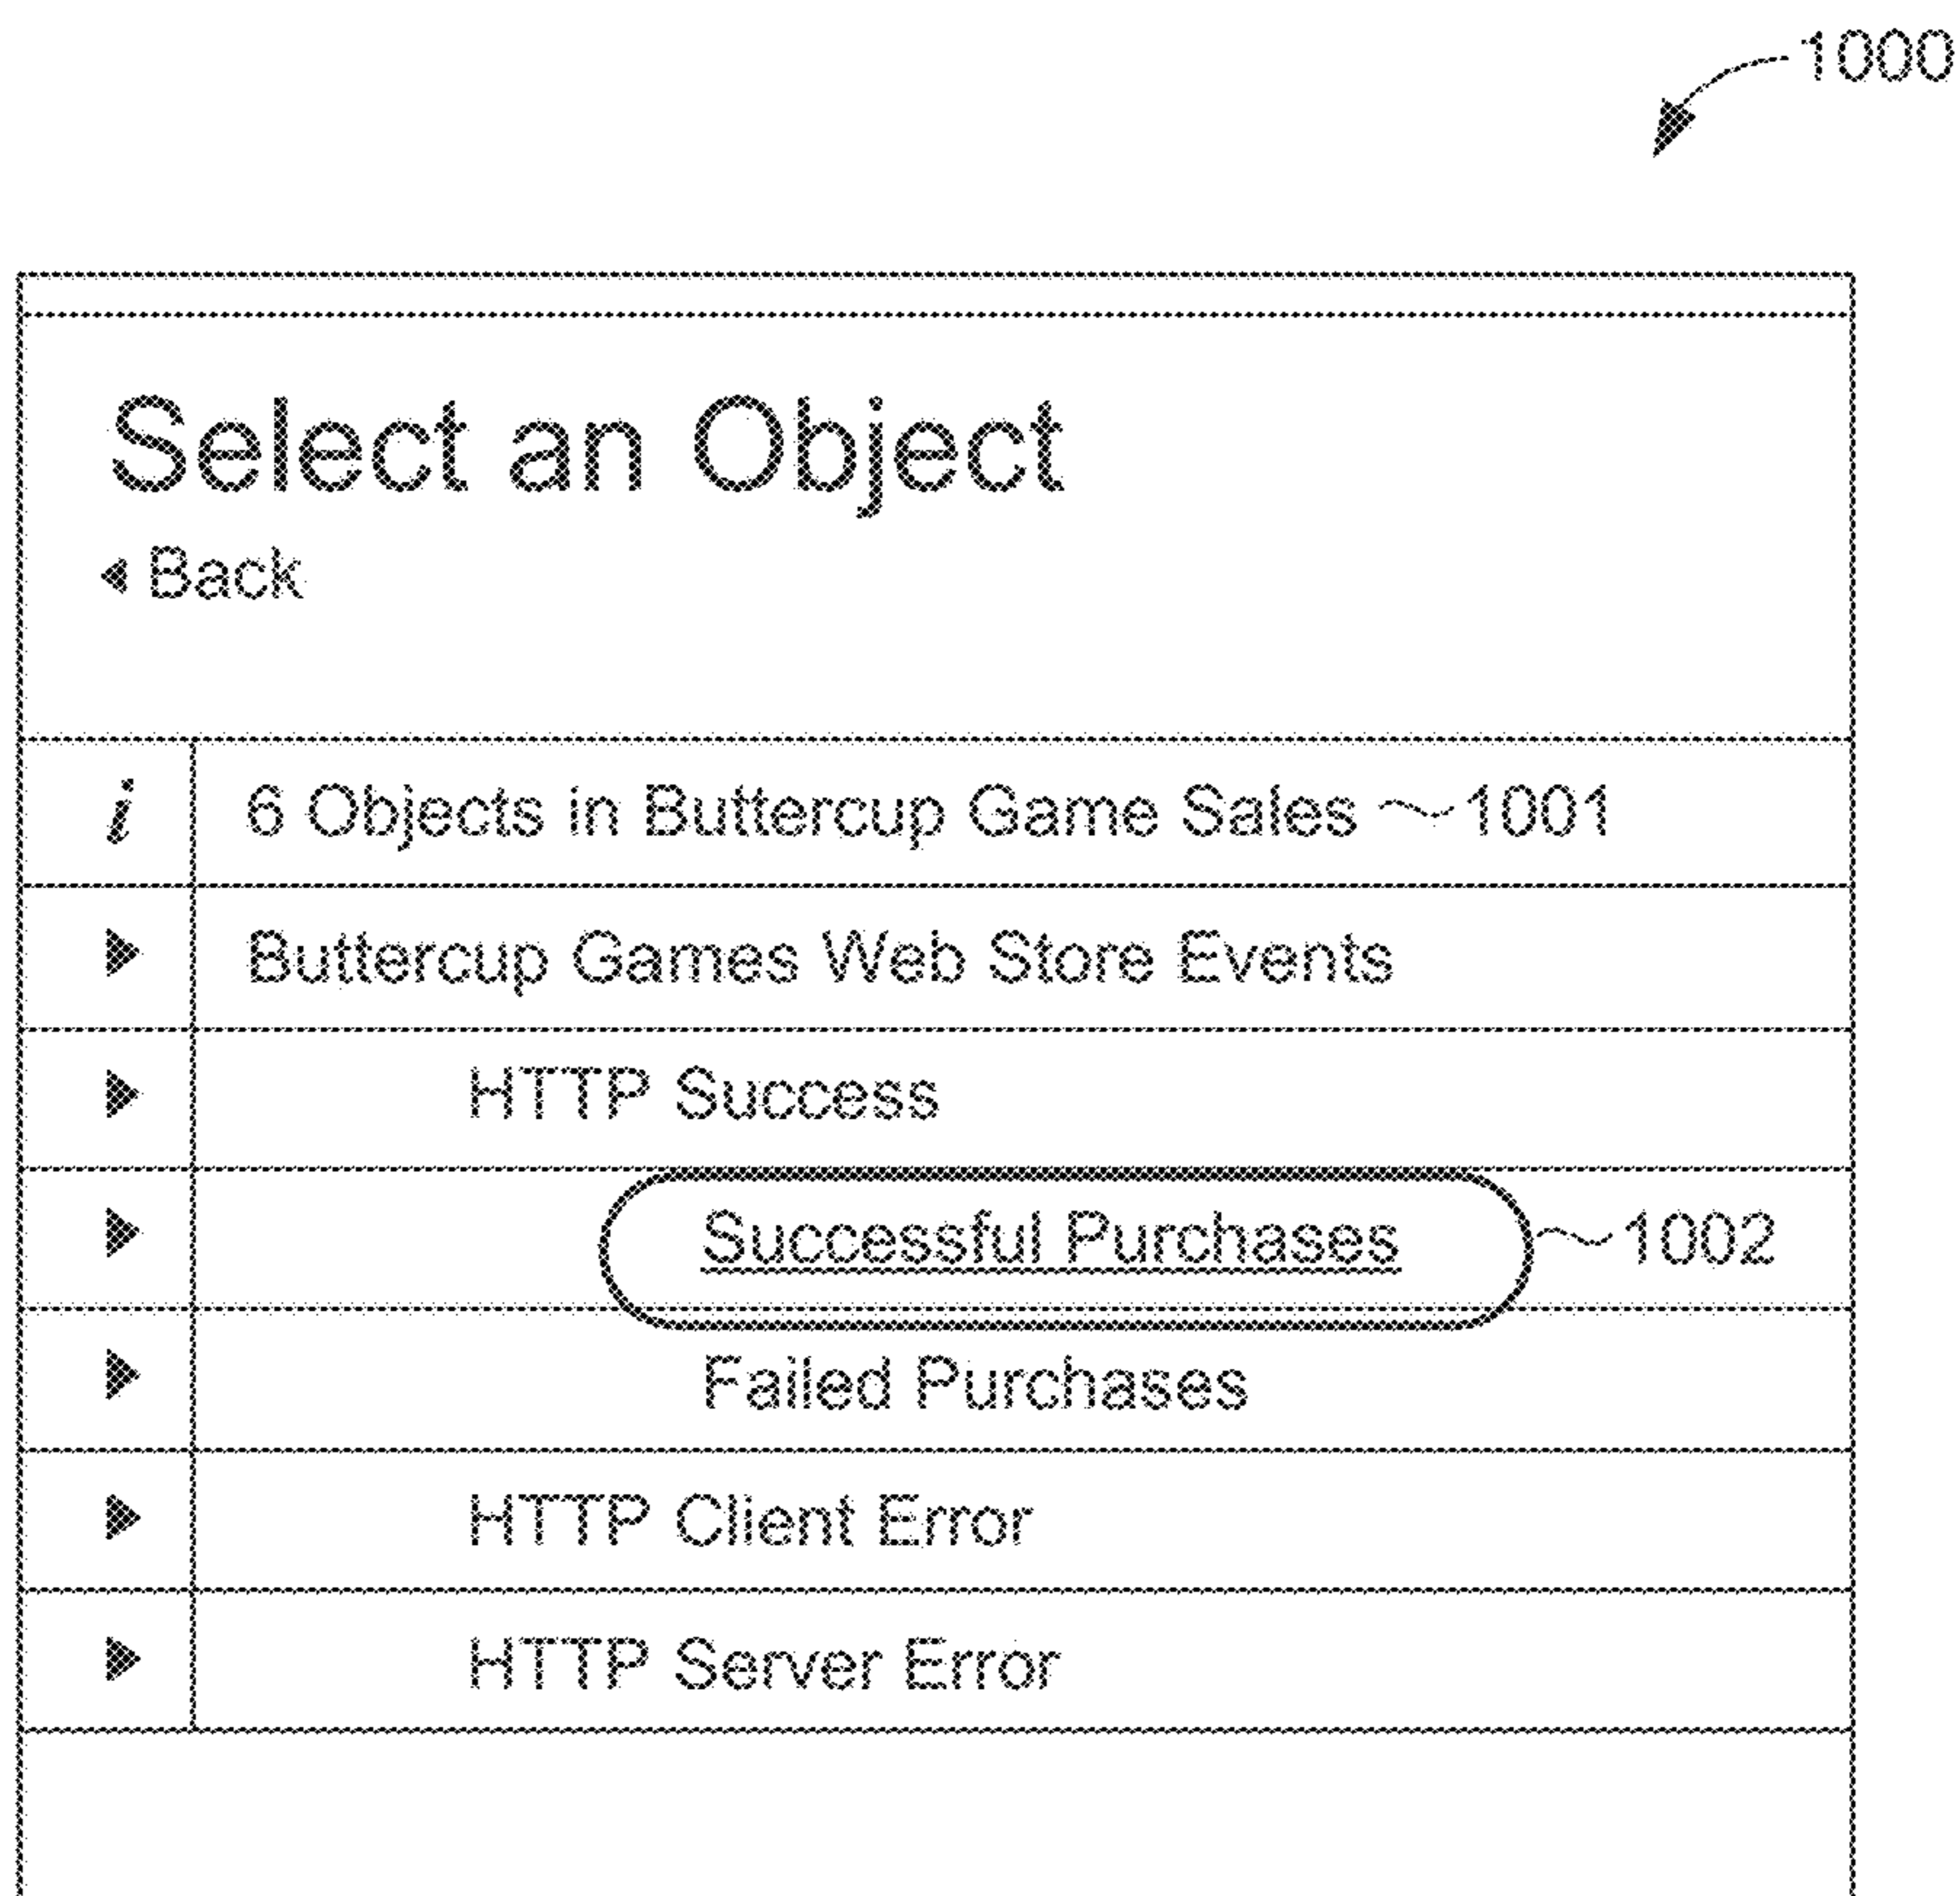 1000
Select an Object
Back
i 6 Objects in Buttercup Game Sales 1001
Buttercup Games Web Store Events
HTTP Success
Successful Purchases 1002
Failed Purchases
HTTP Client Error
HTTP Server Error